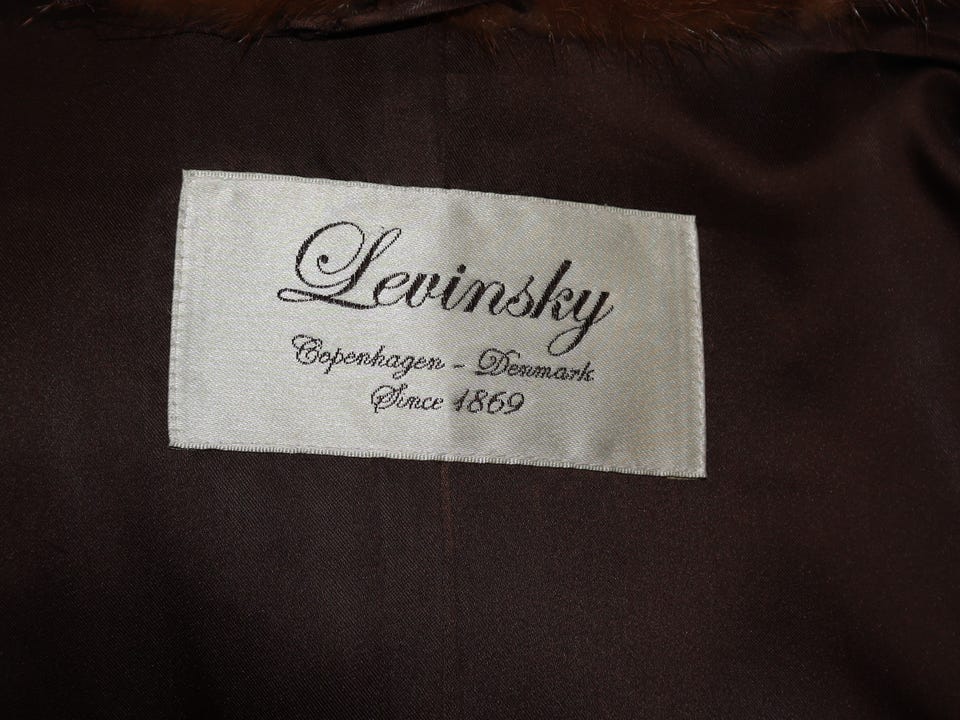 Levinsky
Copenhagen - Denmark
Since 1869